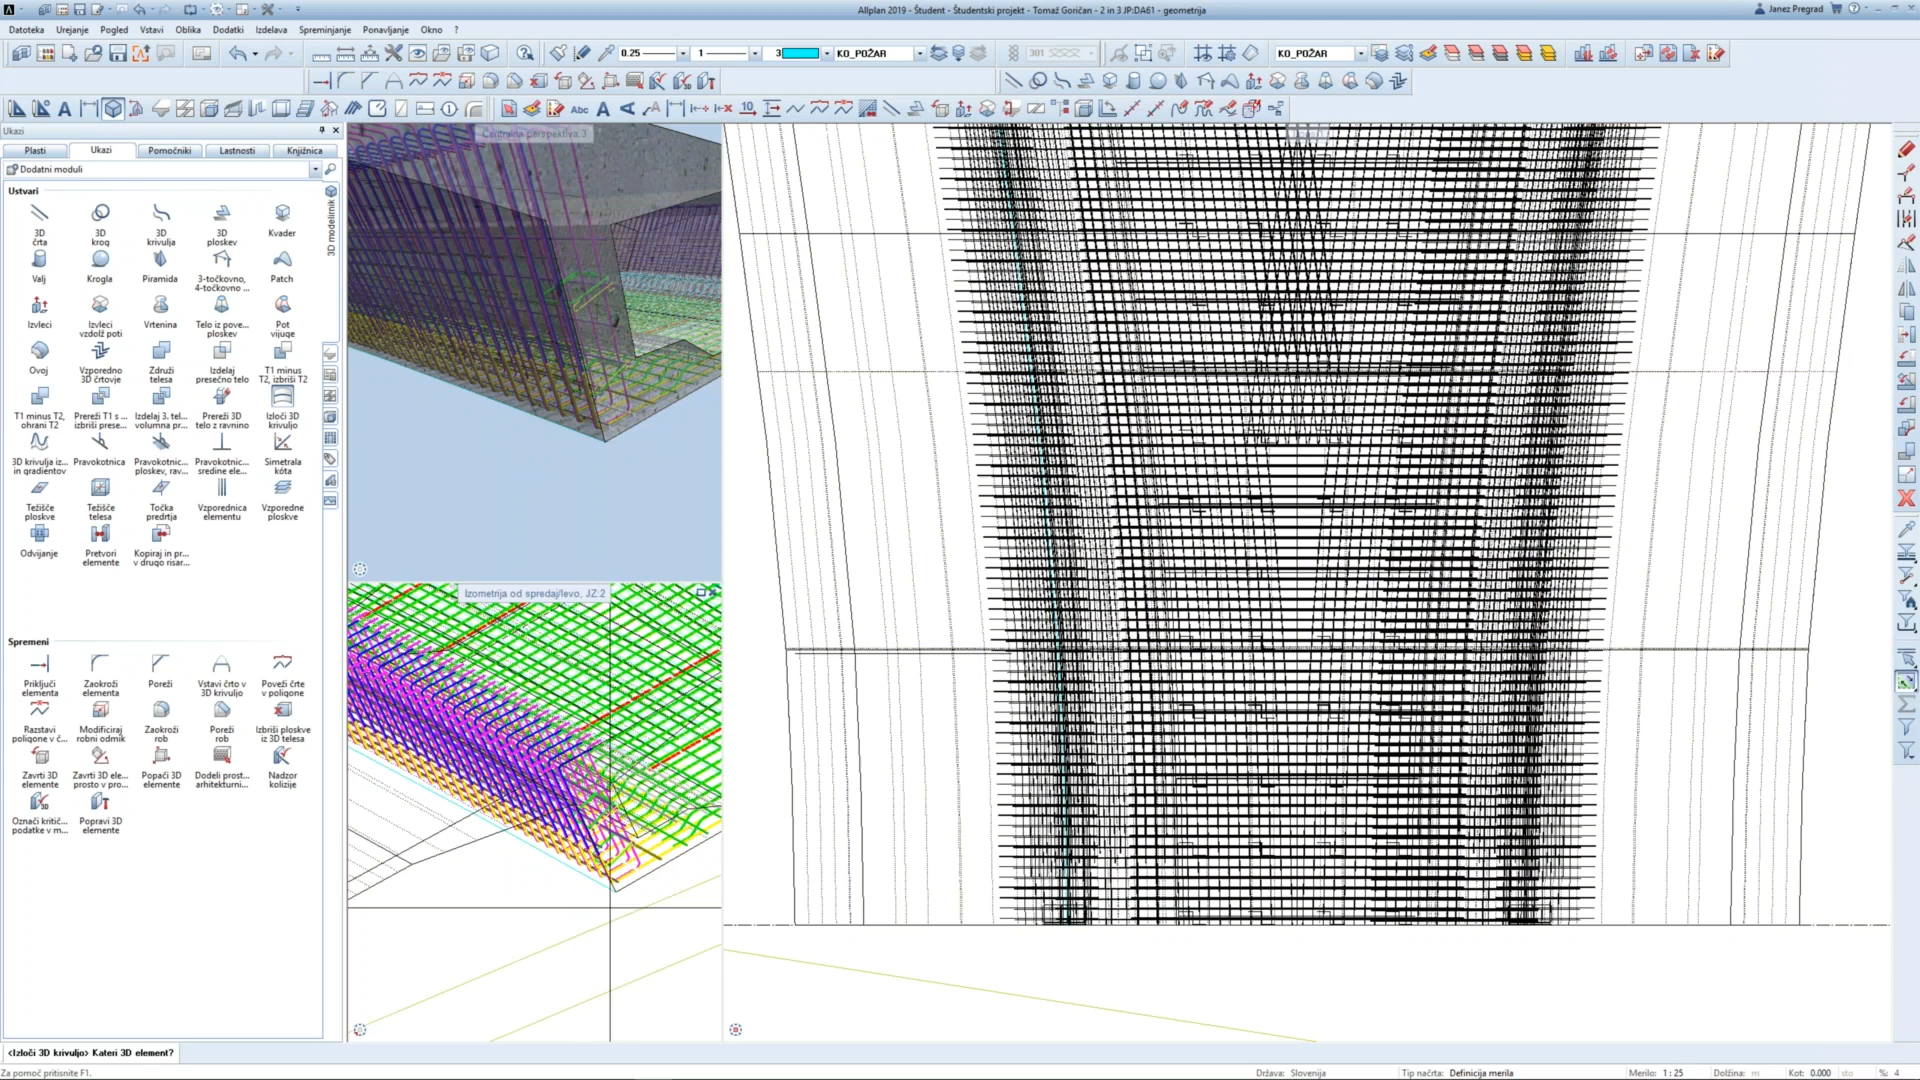 Allplan 2019 - Študent - Študentski projekt - Tomaž Goričan - 2 in 3 JP:DA61 - geometrija
Janez Pregrad
Datoteka Urejanje Pogled Vstavi Oblika Dodatki Izdelava Spreminjanje Ponavljanje Okno ?
0.25 1 3 KO_POŽAR 301 KO_POŽAR
Abc
Ukazi
Plasti Ukazi Pomočniki Lastnosti Knjižnica
Dodatni moduli
Ustvari
3D modelirnik
3D črta
3D kroq
3D krivulja
3D ploskev
Kvader
Valj
Krogla
Piramida
3-točkovno, 4-točkovno ...
Patch
Izvleci
Izvleci vzdolž poti
Vrtenina
Telo iz pove... ploskev
Pot vijuge
Ovoj
Vzporedno 3D črtovje
Združi telesa
Izdelaj presečno telo
T1 minus T2, izbriši T2
T1 minus T2, ohrani T2
Prereži T1 s ... izbriši prese...
Izdelaj 3. tel... volumna pr...
Prereži 3D telo z ravnino
Izloči 3D krivuljo
3D krivulja iz... in gradientov
Pravokotnica
Pravokotnic... ploskev, rav...
Pravokotnic... sredine ele...
Simetrala kóta
Težišče ploskve
Težišče telesa
Točka predrtja
Vzporednica elementu
Vzporedne ploskve
Odvijanje
Pretvori elemente
Kopiraj in pr... v drugo risar...
Spremeni
Priključi elementa
Zaokroži elementa
Poreži
Vstavi črto v 3D krivuljo
Poveži črte v poligone
Razstavi poligone v č...
Modificiraj robni odmik
Zaokroži rob
Poreži rob
Izbriši ploskve iz 3D telesa
Zavrti 3D elemente
Zavrti 3D ele... prosto v pro...
Popači 3D elemente
Dodeli prost... arhitekturni...
Nadzor kolizije
Označi kritič... podatke v m...
Popravi 3D elemente
Centralna perspektiva:3
Izometrija od spredaj/levo, JZ:2
<Izloči 3D krivuljo> Kateri 3D element?
Za pomoč pritisnite F1.
Država: Slovenija Tip načrta: Definicija merila Merilo: 1 : 25 Dolžina: m Kot: 0.000 sto %: 4